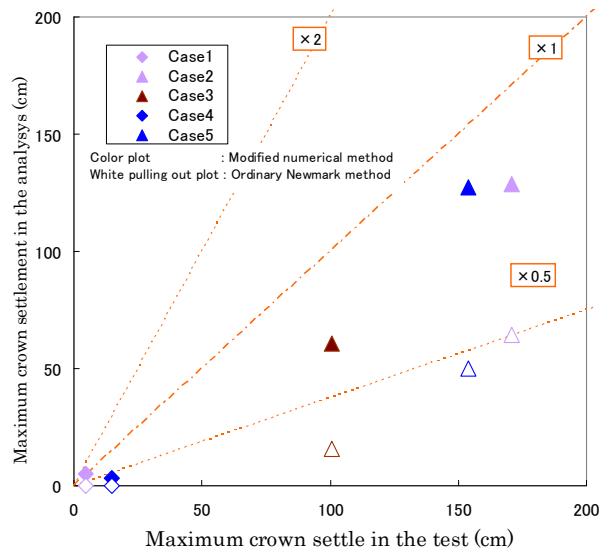 200
150
100
50
0
Maximum crown settlement in the analysys (cm)
×2
×1
×0.5
Case1
Case2
Case3
Case4
Case5
Color plot : Modified numerical method
White pulling out plot : Ordinary Newmark method
0 50 100 150 200
Maximum crown settle in the test (cm)